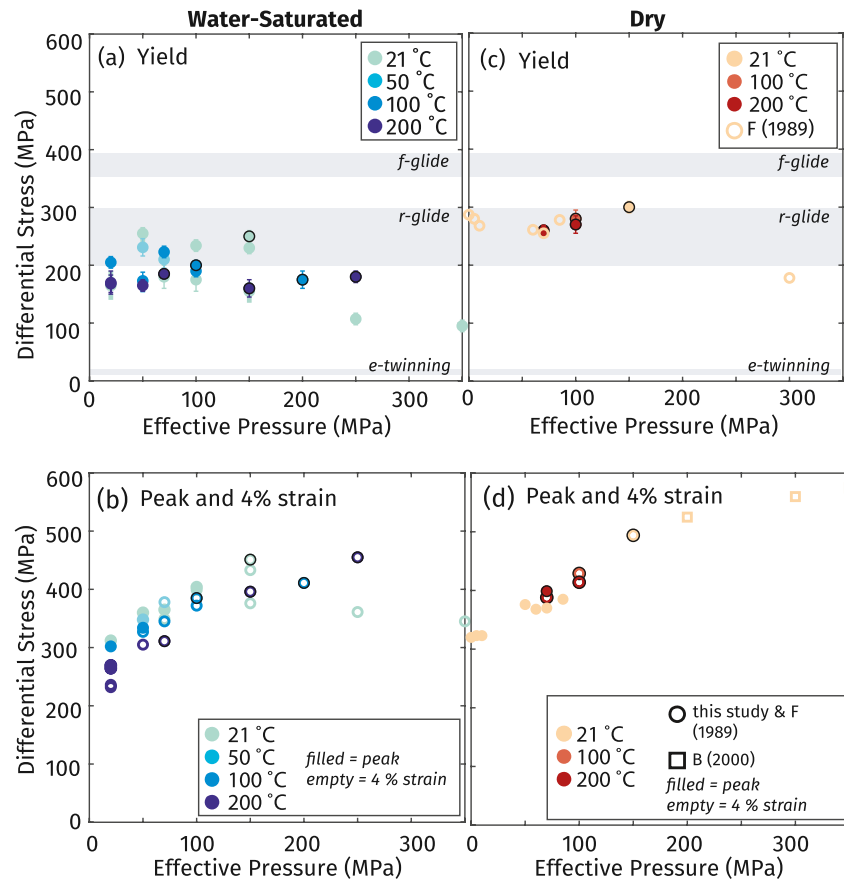 Water-Saturated
Dry
600
500
400
300
200
100
0
Differential Stress (MPa)
(a) Yield
21 ˚C
50 ˚C
100 ˚C
200 ˚C
f-glide
r-glide
e-twinning
0 100 200 300
Effective Pressure (MPa)
(c) Yield
21 ˚C
100 ˚C
200 ˚C
F (1989)
f-glide
r-glide
e-twinning
0 100 200 300
Effective Pressure (MPa)
600
500
400
300
200
100
0
Differential Stress (MPa)
(b) Peak and 4% strain
21 ˚C
50 ˚C
100 ˚C
200 ˚C
filled = peak
empty = 4 % strain
0 100 200 300
Effective Pressure (MPa)
(d) Peak and 4% strain
21 ˚C
100 ˚C
200 ˚C
this study & F
(1989)
B (2000)
filled = peak
empty = 4 % strain
0 100 200 300
Effective Pressure (MPa)